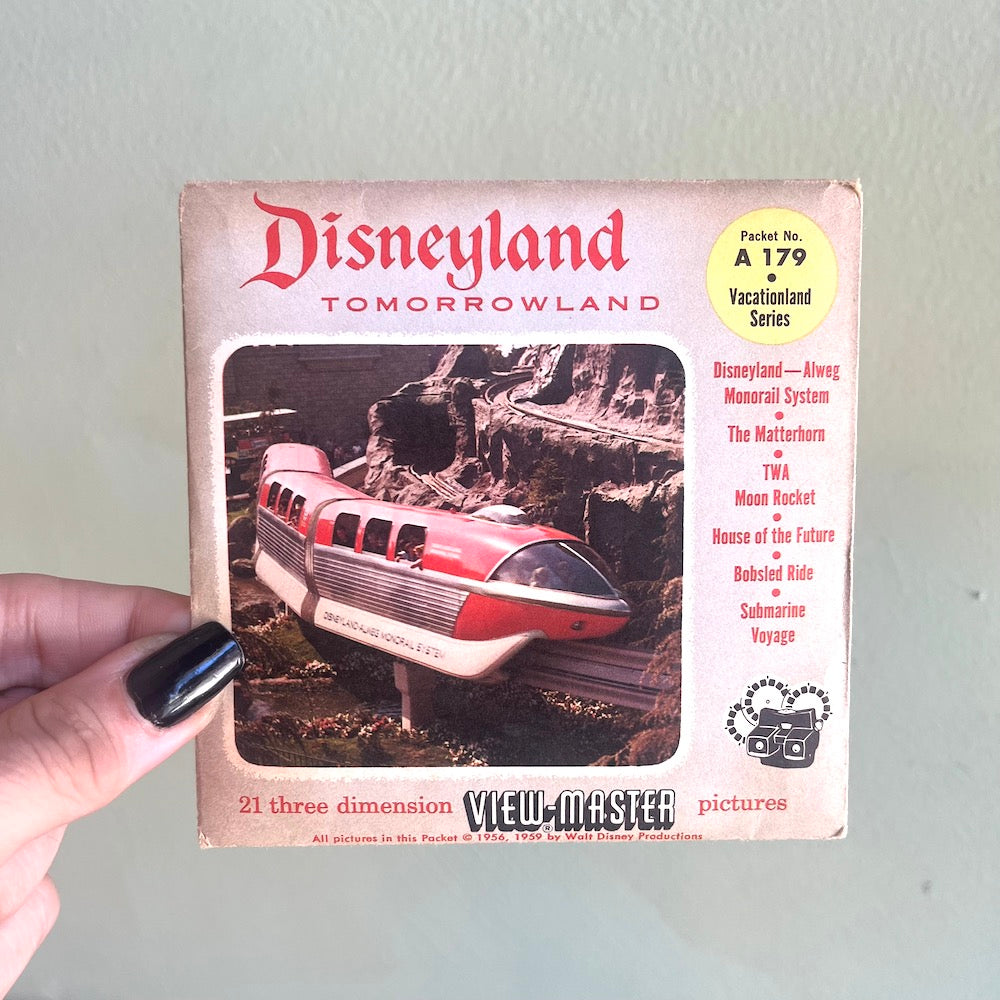 Disneyland
TOMORROWLAND
Packet No.
A 179
•
Vacationland
Series
Disneyland—Alweg
Monorail System
•
The Matterhorn
•
TWA
Moon Rocket
•
House of the Future
•
Bobsled Ride
•
Submarine
Voyage
DISNEYLAND-ALWEG MONORAIL SYSTEM
21 three dimension VIEW-MASTER® pictures
All pictures in this Packet © 1956, 1959 by Walt Disney Productions